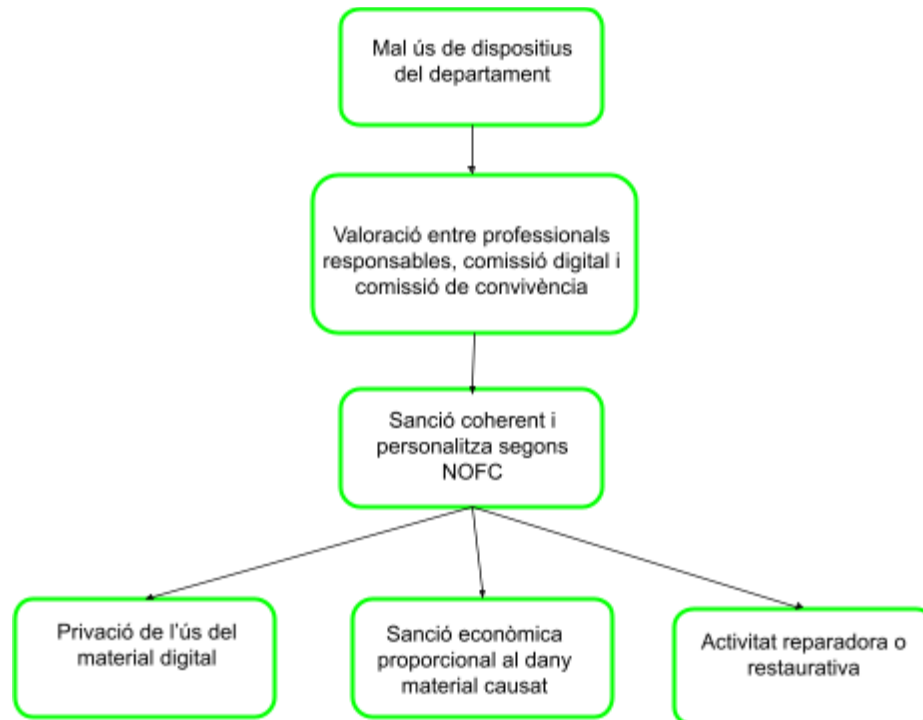 Mal ús de dispositius
del departament
Valoració entre professionals
responsables, comissió digital i
comissió de convivència
Sanció coherent i
personalitza segons
NOFC
Privació de l'ús del
material digital
Sanció econòmica
proporcional al dany
material causat
Activitat reparadora o
restaurativa